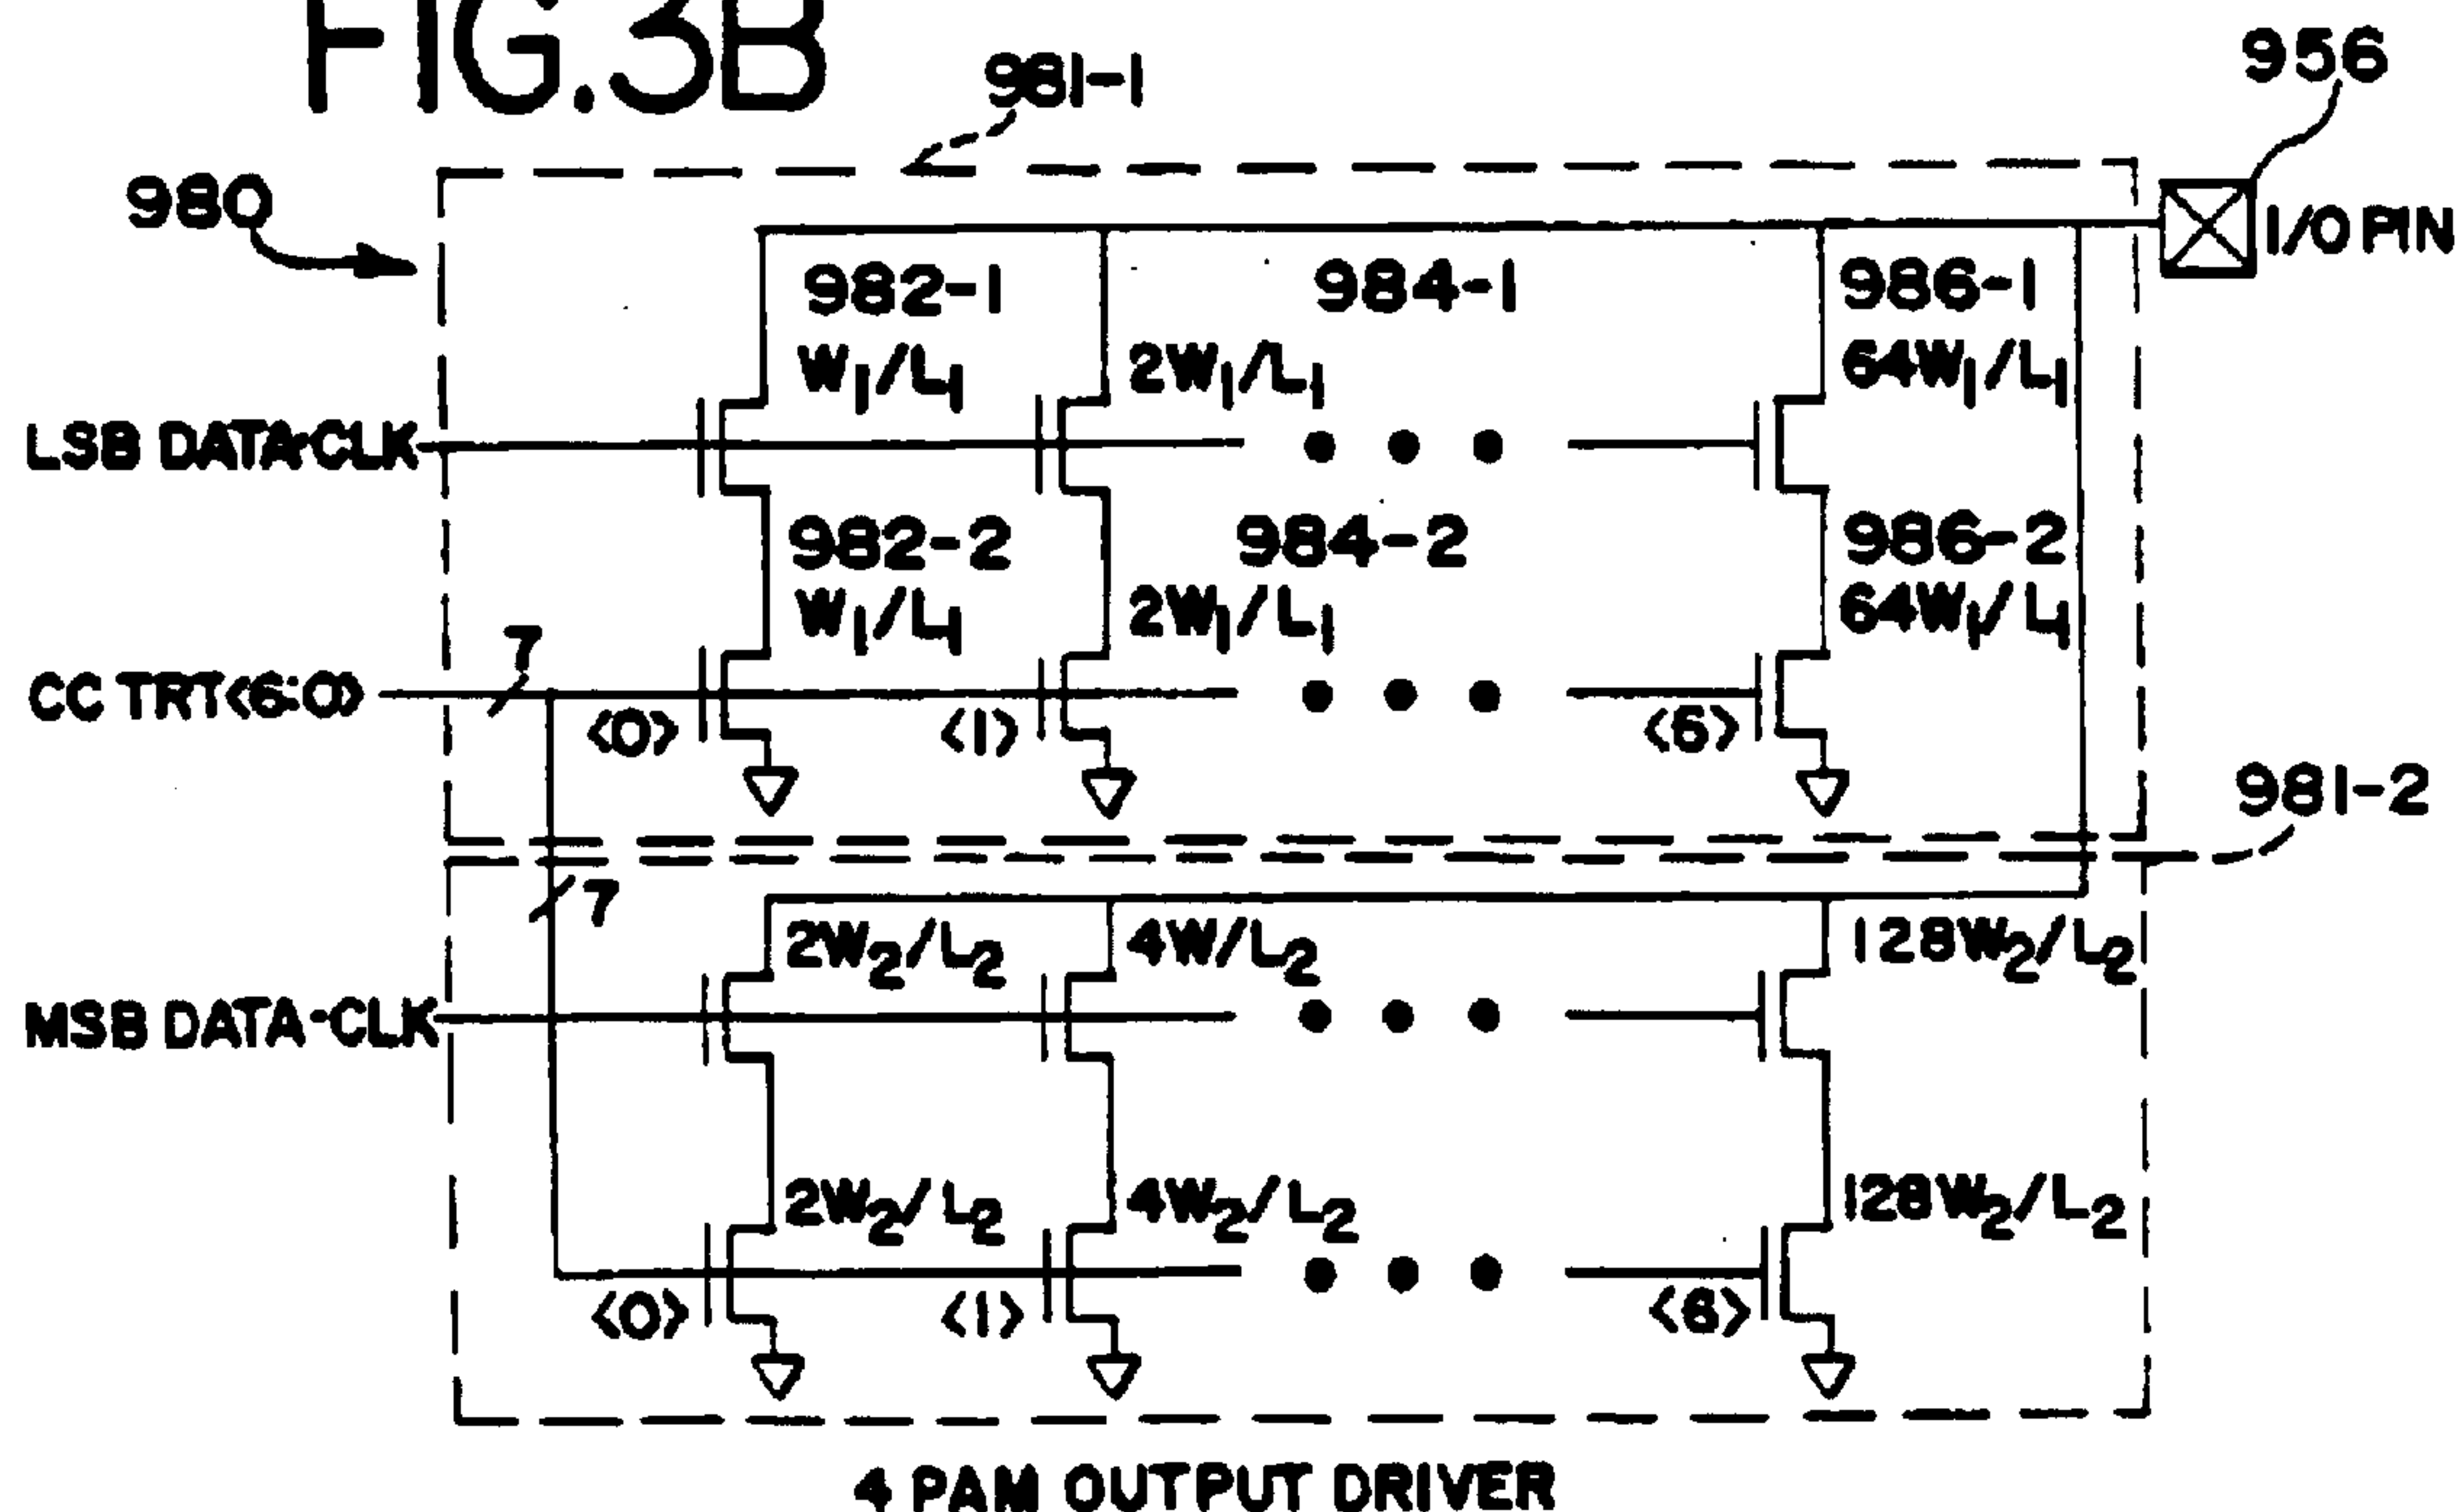 FIG.3B
981-1
956
980
I/O PIN
982-1
984-1
986-1
W1/L1
2W1/L1
64W1/L1
LSB DATA•CLK
982-2
984-2
986-2
W1/L1
2W1/L1
64W1/L1
7
CC TRT<6:0>
<0>
<1>
<6>
981-2
7
2W2/L2
4W/L2
128W2/L2
MSB DATA•CLK
2W2/L2
4W2/L2
128W2/L2
<0>
<1>
<6>
4 PAM OUTPUT DRIVER